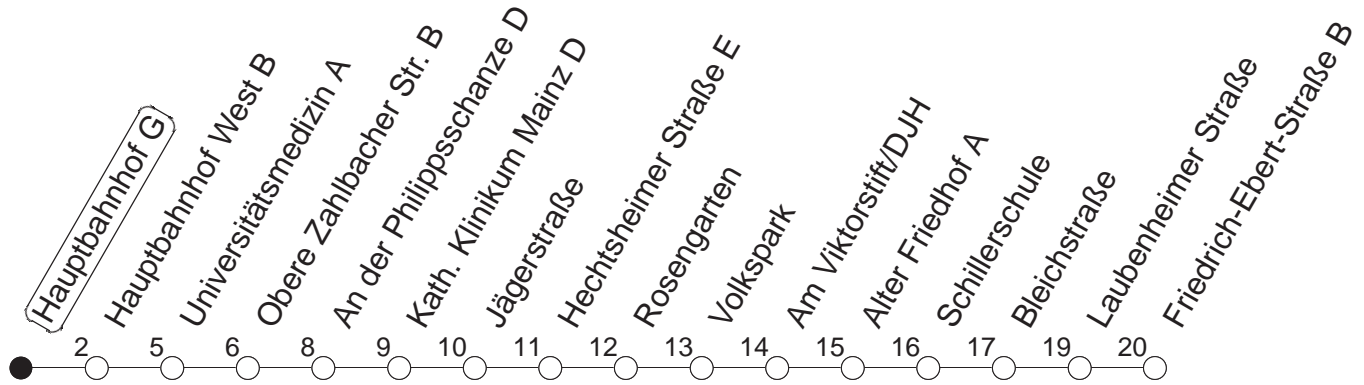 Hauptbahnhof G
Hauptbahnhof West B
Universitätsmedizin A
Obere Zahlbacher Str. B
An der Philippsschanze D
Kath. Klinikum Mainz D
Jägerstraße
Hechtsheimer Straße E
Rosengarten
Volkspark
Am Viktorstift/DJH
Alter Friedhof A
Schillerschule
Bleichstraße
Laubenheimer Straße
Friedrich-Ebert-Straße B
2 5 6 8 9 10 11 12 13 14 15 16 17 19 20